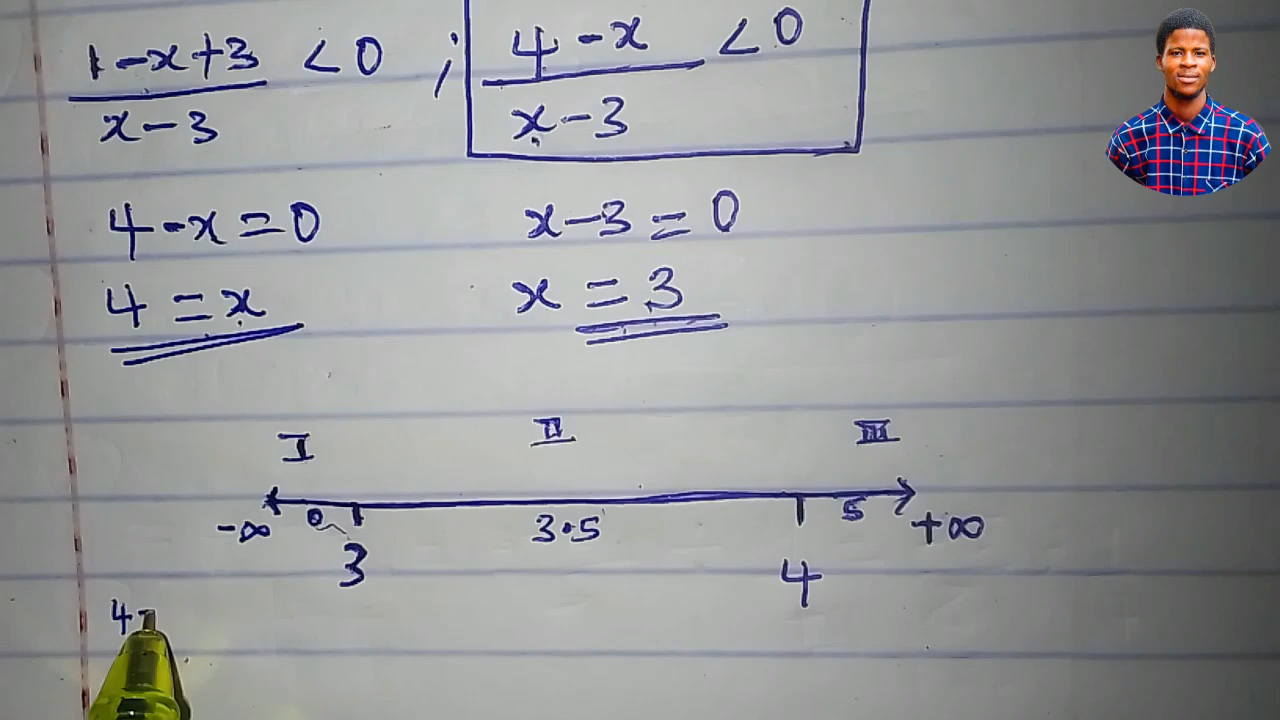 1-x+3 < 0 ; 4-x < 0
x-3 x-3
4-x=0 x-3=0
4=x x=3
I II III
-∞ 0 3.5 5 +∞
3 4
4-